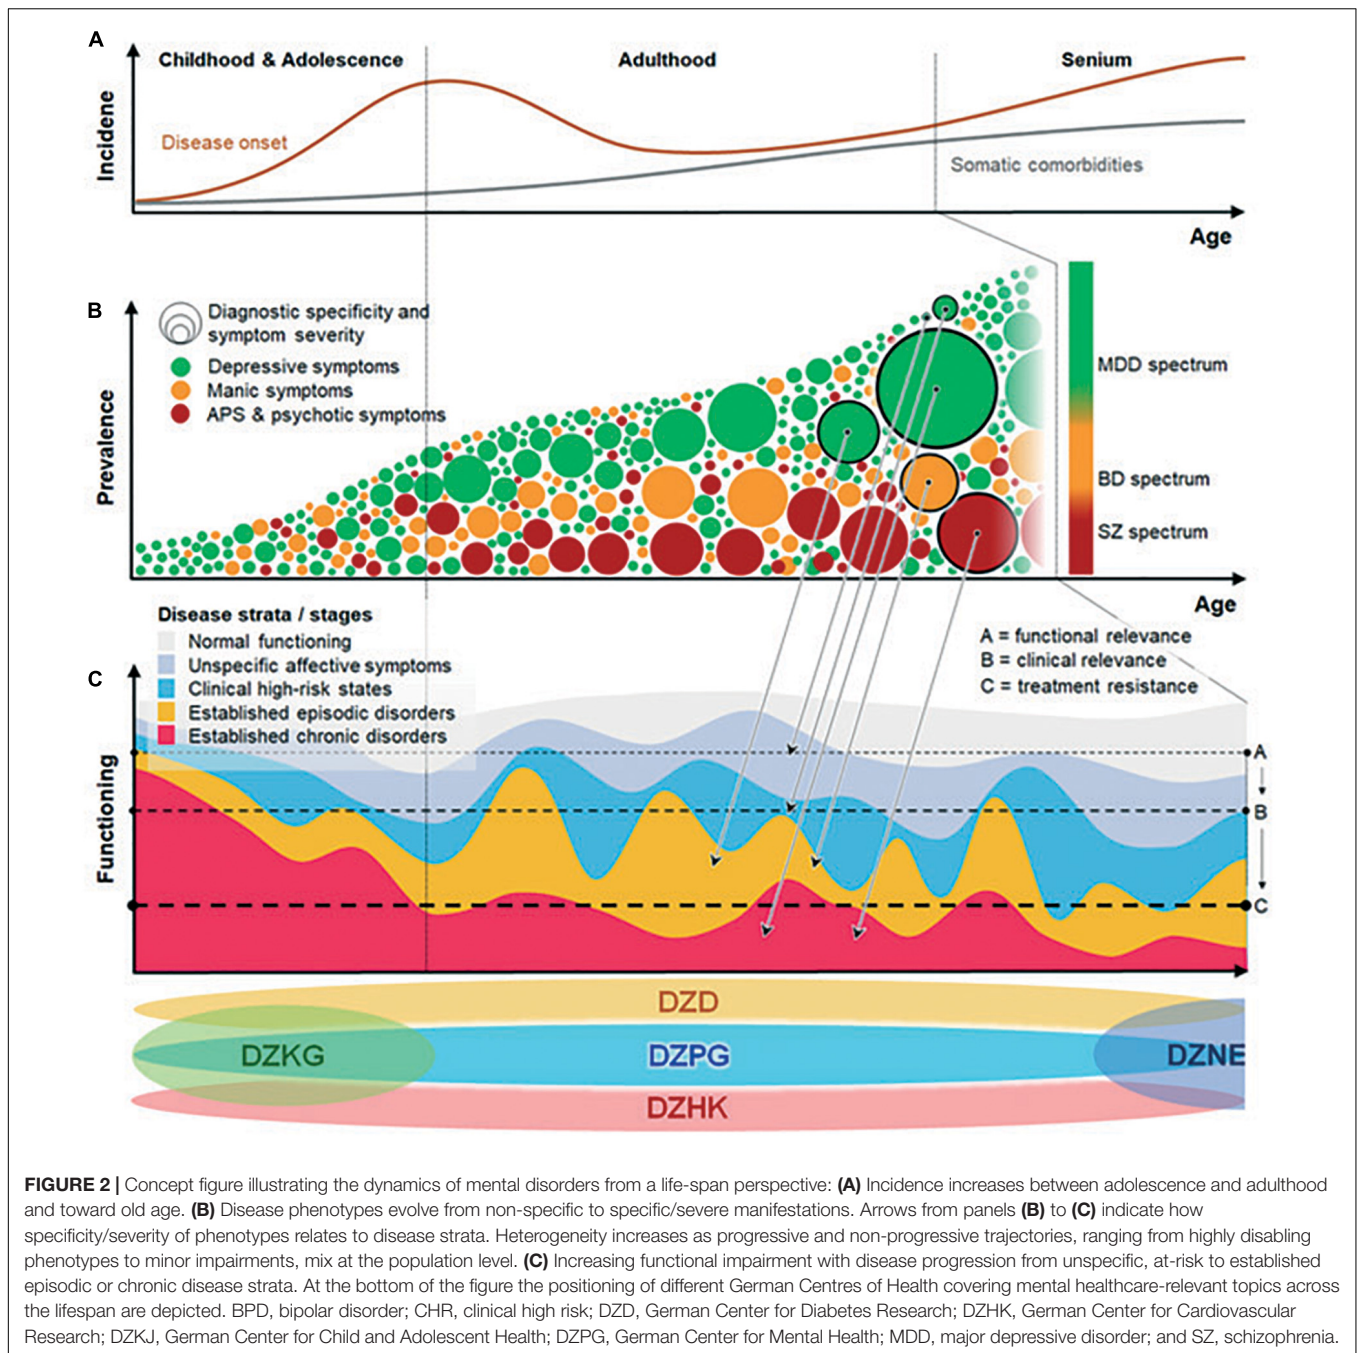 A
Childhood & Adolescence
Adulthood
Senium
Incidene
Disease onset
Somatic comorbidities
Age
B
Diagnostic specificity and
symptom severity
Depressive symptoms
Manic symptoms
APS & psychotic symptoms
Prevalence
MDD spectrum
BD spectrum
SZ spectrum
Age
Disease strata / stages
Normal functioning
Unspecific affective symptoms
Clinical high-risk states
Established episodic disorders
Established chronic disorders
A = functional relevance
B = clinical relevance
C = treatment resistance
C
Functioning
A
B
C
DZD
DZKG
DZPG
DZNE
DZHK
FIGURE 2 | Concept figure illustrating the dynamics of mental disorders from a life-span perspective: (A) Incidence increases between adolescence and adulthood
and toward old age. (B) Disease phenotypes evolve from non-specific to specific/severe manifestations. Arrows from panels (B) to (C) indicate how
specificity/severity of phenotypes relates to disease strata. Heterogeneity increases as progressive and non-progressive trajectories, ranging from highly disabling
phenotypes to minor impairments, mix at the population level. (C) Increasing functional impairment with disease progression from unspecific, at-risk to established
episodic or chronic disease strata. At the bottom of the figure the positioning of different German Centres of Health covering mental healthcare-relevant topics across
the lifespan are depicted. BPD, bipolar disorder; CHR, clinical high risk; DZD, German Center for Diabetes Research; DZHK, German Center for Cardiovascular
Research; DZKJ, German Center for Child and Adolescent Health; DZPG, German Center for Mental Health; MDD, major depressive disorder; and SZ, schizophrenia.